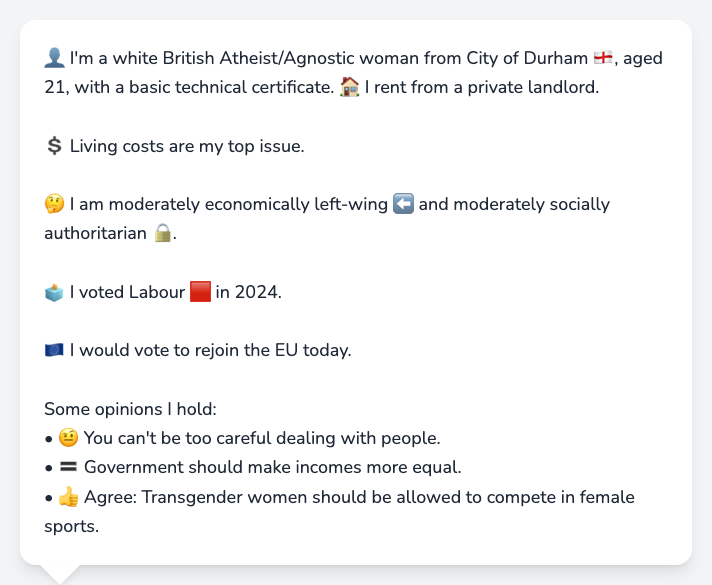 👤 I'm a white British Atheist/Agnostic woman from City of Durham 🏴󠁧󠁢󠁥󠁮󠁧󠁿, aged
21, with a basic technical certificate. 🏠 I rent from a private landlord.
💲 Living costs are my top issue.
🤔 I am moderately economically left-wing ⬅️ and moderately socially
authoritarian 🔒.
🗳️ I voted Labour 🟥 in 2024.
🇪🇺 I would vote to rejoin the EU today.
Some opinions I hold:
• 🤨 You can't be too careful dealing with people.
• 🟰 Government should make incomes more equal.
• 👍 Agree: Transgender women should be allowed to compete in female
sports.